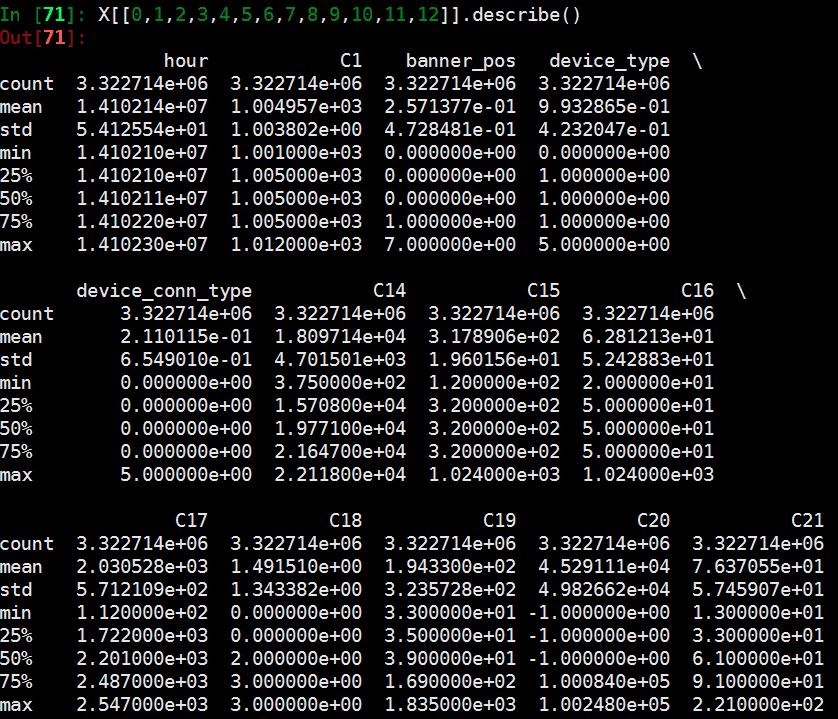 In [71]: X[[0,1,2,3,4,5,6,7,8,9,10,11,12]].describe()
Out[71]:
               hour            C1    banner_pos   device_type  \
count  3.322714e+06  3.322714e+06  3.322714e+06  3.322714e+06
mean   1.410214e+07  1.004957e+03  2.571377e-01  9.932865e-01
std    5.412554e+01  1.003802e+00  4.728481e-01  4.232047e-01
min    1.410210e+07  1.001000e+03  0.000000e+00  0.000000e+00
25%    1.410210e+07  1.005000e+03  0.000000e+00  1.000000e+00
50%    1.410211e+07  1.005000e+03  0.000000e+00  1.000000e+00
75%    1.410220e+07  1.005000e+03  1.000000e+00  1.000000e+00
max    1.410230e+07  1.012000e+03  7.000000e+00  5.000000e+00
       device_conn_type           C14           C15           C16  \
count      3.322714e+06  3.322714e+06  3.322714e+06  3.322714e+06
mean       2.110115e-01  1.809714e+04  3.178906e+02  6.281213e+01
std        6.549010e-01  4.701501e+03  1.960156e+01  5.242883e+01
min        0.000000e+00  3.750000e+02  1.200000e+02  2.000000e+01
25%        0.000000e+00  1.570800e+04  3.200000e+02  5.000000e+01
50%        0.000000e+00  1.977100e+04  3.200000e+02  5.000000e+01
75%        0.000000e+00  2.164700e+04  3.200000e+02  5.000000e+01
max        5.000000e+00  2.211800e+04  1.024000e+03  1.024000e+03
                C17           C18           C19           C20           C21
count  3.322714e+06  3.322714e+06  3.322714e+06  3.322714e+06  3.322714e+06
mean   2.030528e+03  1.491510e+00  1.943300e+02  4.529111e+04  7.637055e+01
std    5.712109e+02  1.343382e+00  3.235728e+02  4.982662e+04  5.745907e+01
min    1.120000e+02  0.000000e+00  3.300000e+01 -1.000000e+00  1.300000e+01
25%    1.722000e+03  0.000000e+00  3.500000e+01 -1.000000e+00  3.300000e+01
50%    2.201000e+03  2.000000e+00  3.900000e+01 -1.000000e+00  6.100000e+01
75%    2.487000e+03  3.000000e+00  1.690000e+02  1.000840e+05  9.100000e+01
max    2.547000e+03  3.000000e+00  1.835000e+03  1.002480e+05  2.210000e+02